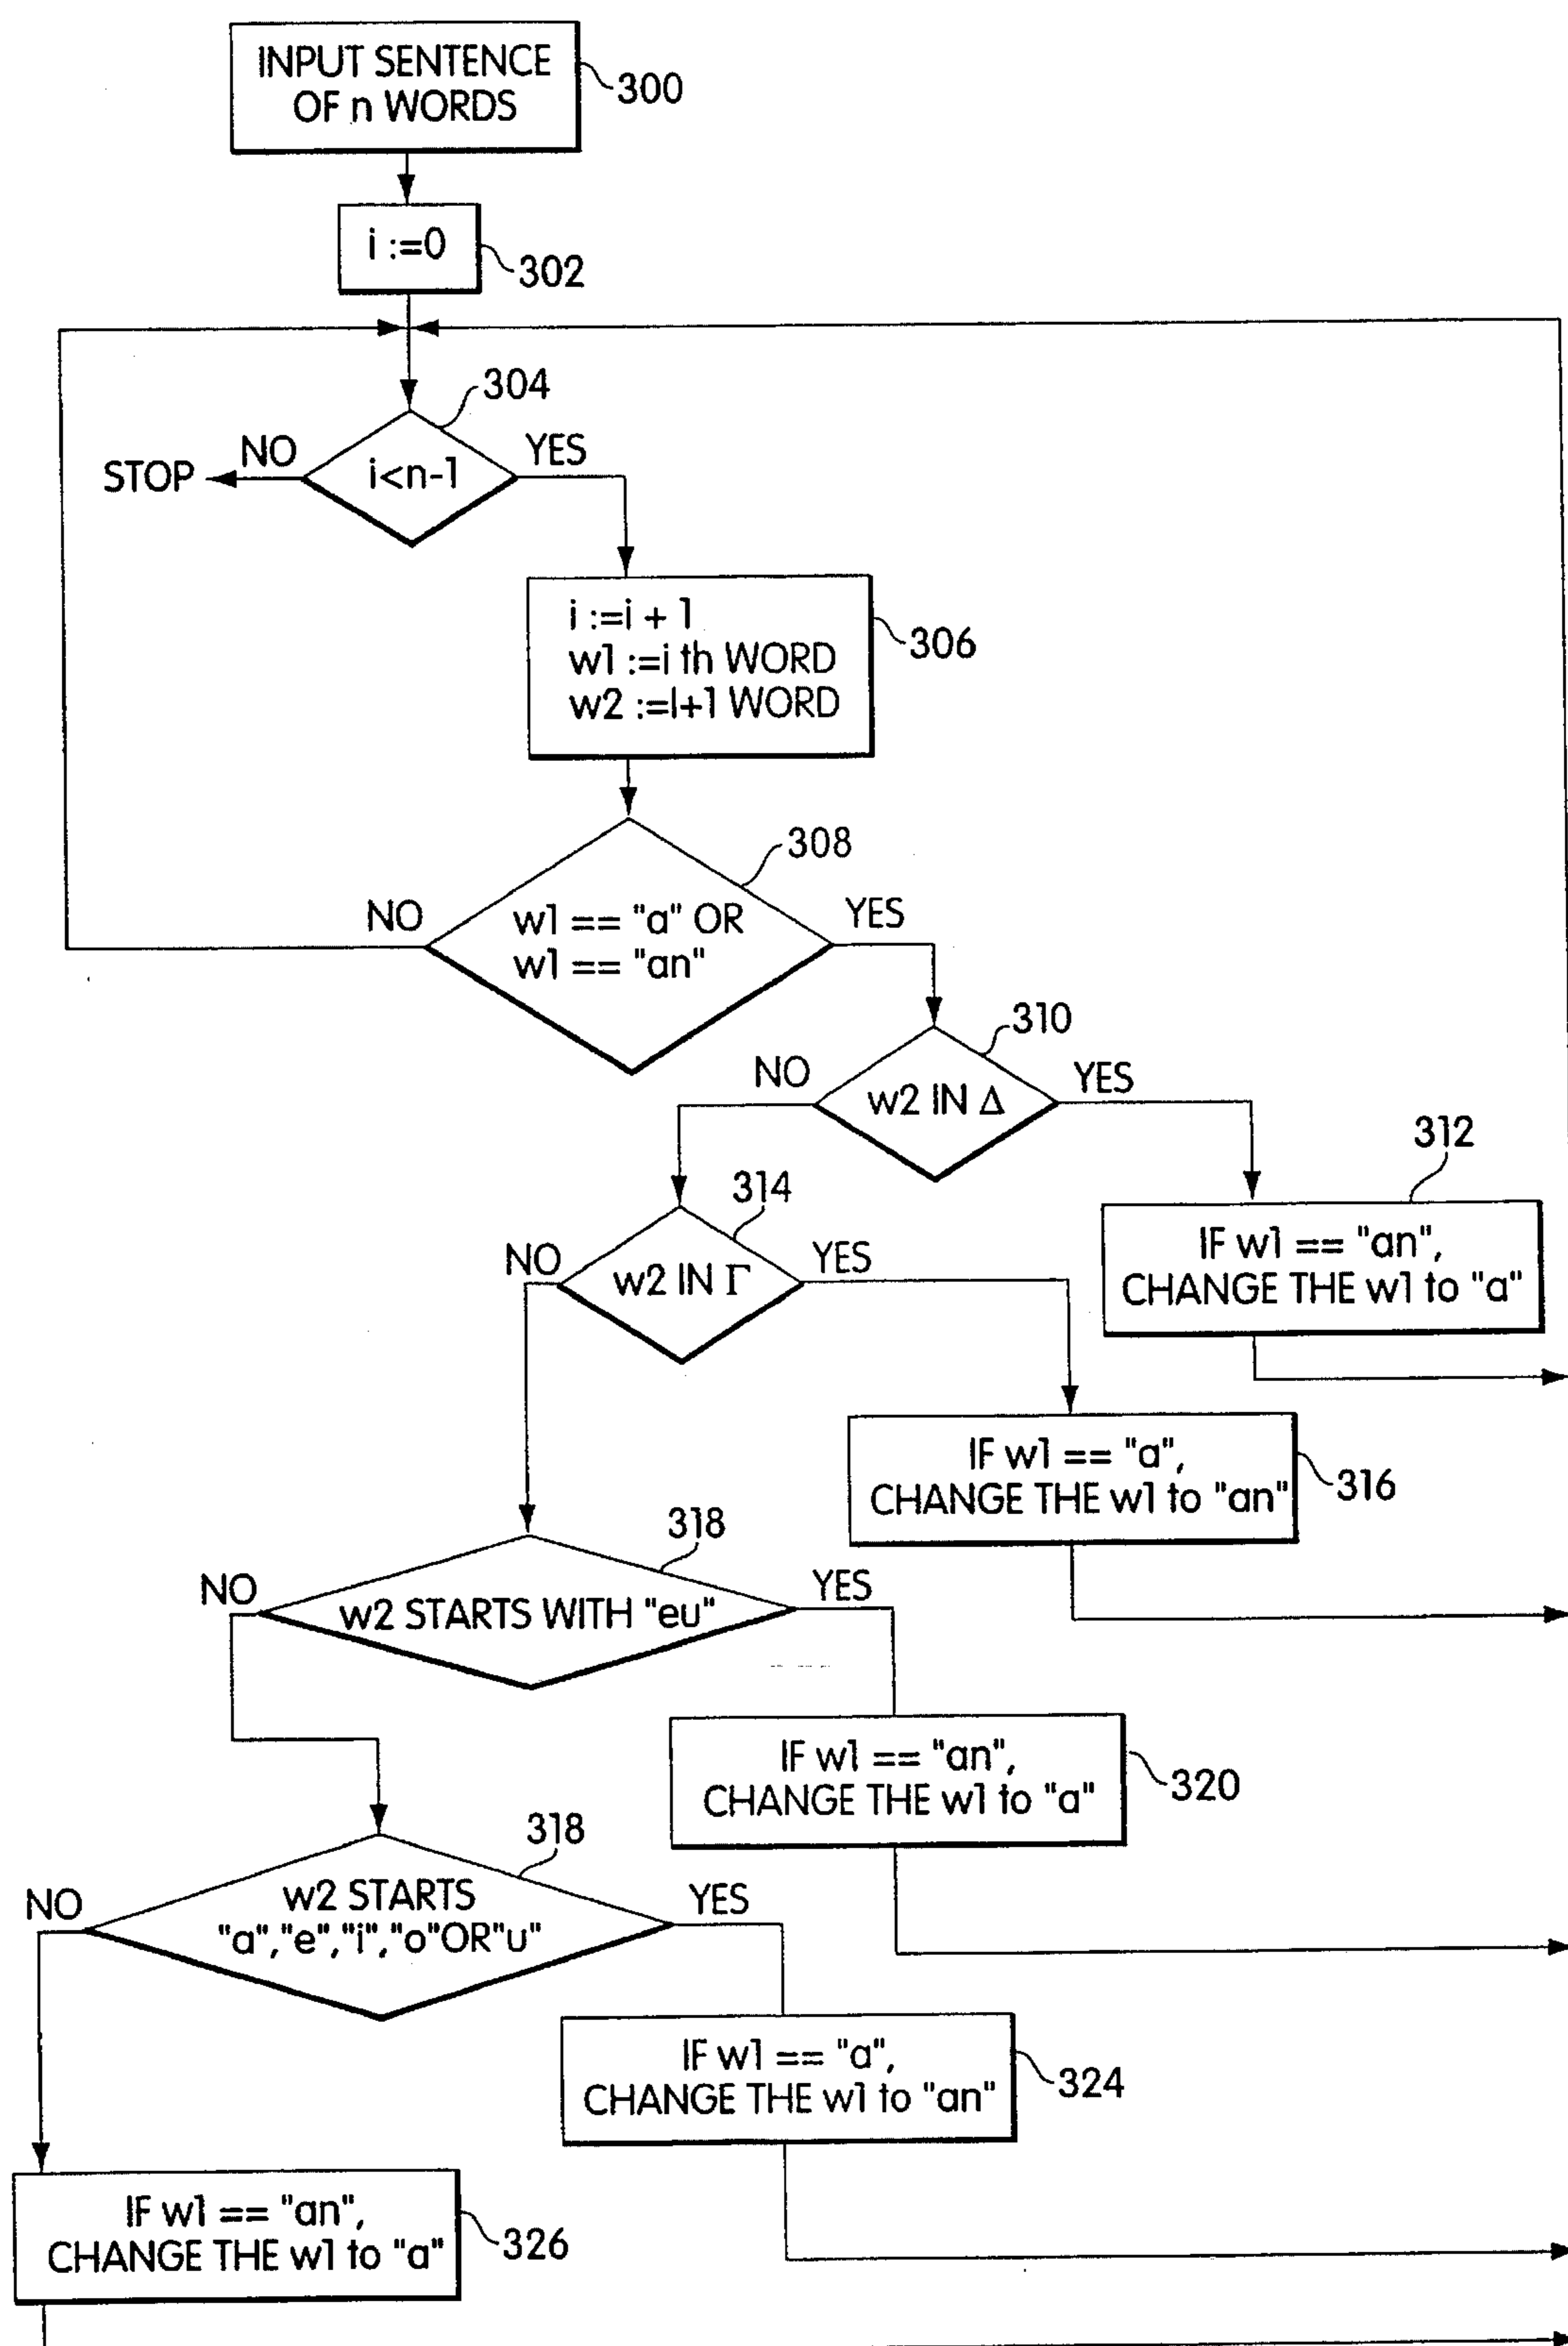 INPUT SENTENCE
OF n WORDS
300
i :=0
302
304
NO
YES
STOP
i<n-1
i :=i + 1
w1 :=i th WORD
w2 :=I+1 WORD
306
308
NO
YES
w1 == "a" OR
w1 == "an"
310
NO
YES
w2 IN Δ
312
314
IF w1 == "an",
CHANGE THE w1 to "a"
NO
YES
w2 IN Γ
IF w1 == "a",
CHANGE THE w1 to "an"
316
318
NO
YES
w2 STARTS WITH "eu"
IF w1 == "an",
CHANGE THE w1 to "a"
320
318
NO
YES
w2 STARTS
"a","e","i","o"OR"u"
IF w1 == "a",
CHANGE THE w1 to "an"
324
IF w1 == "an",
CHANGE THE w1 to "a"
326